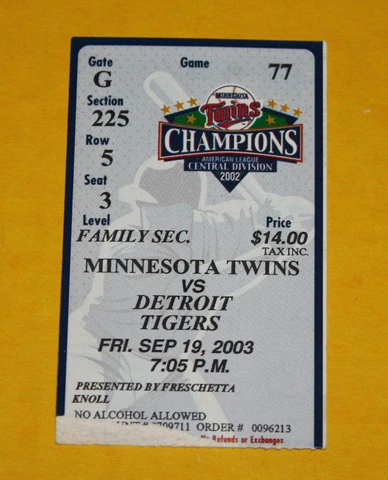 Gate Game
G 77
Section
225
Row
5
Seat
3
MINNESOTA
Twins
CHAMPIONS
AMERICAN LEAGUE
CENTRAL DIVISION
2002
Level Price
FAMILY SEC. $14.00
TAX INC.
MINNESOTA TWINS
VS
DETROIT
TIGERS
FRI. SEP 19, 2003
7:05 P.M.
PRESENTED BY FRESCHETTA
KNOLL
NO ALCOHOL ALLOWED
ORDER # 0096213
No Refunds or Exchanges